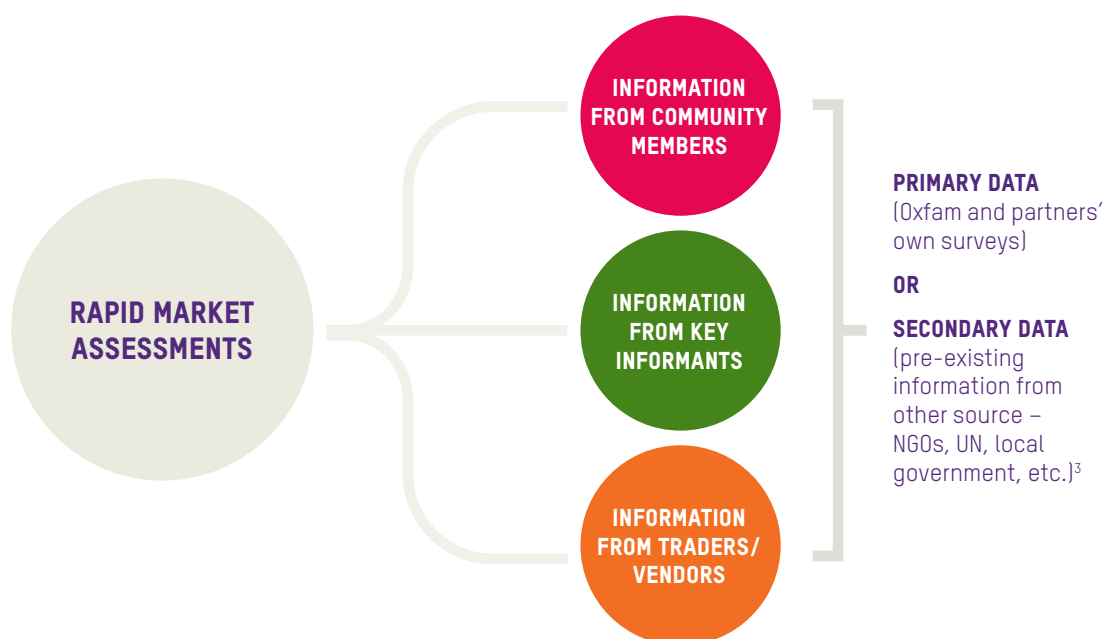 RAPID MARKET
ASSESSMENTS
INFORMATION
FROM COMMUNITY
MEMBERS
INFORMATION
FROM KEY
INFORMANTS
INFORMATION
FROM TRADERS/
VENDORS
PRIMARY DATA
(Oxfam and partners’
own surveys)
OR
SECONDARY DATA
(pre-existing
information from
other source –
NGOs, UN, local
government, etc.)³